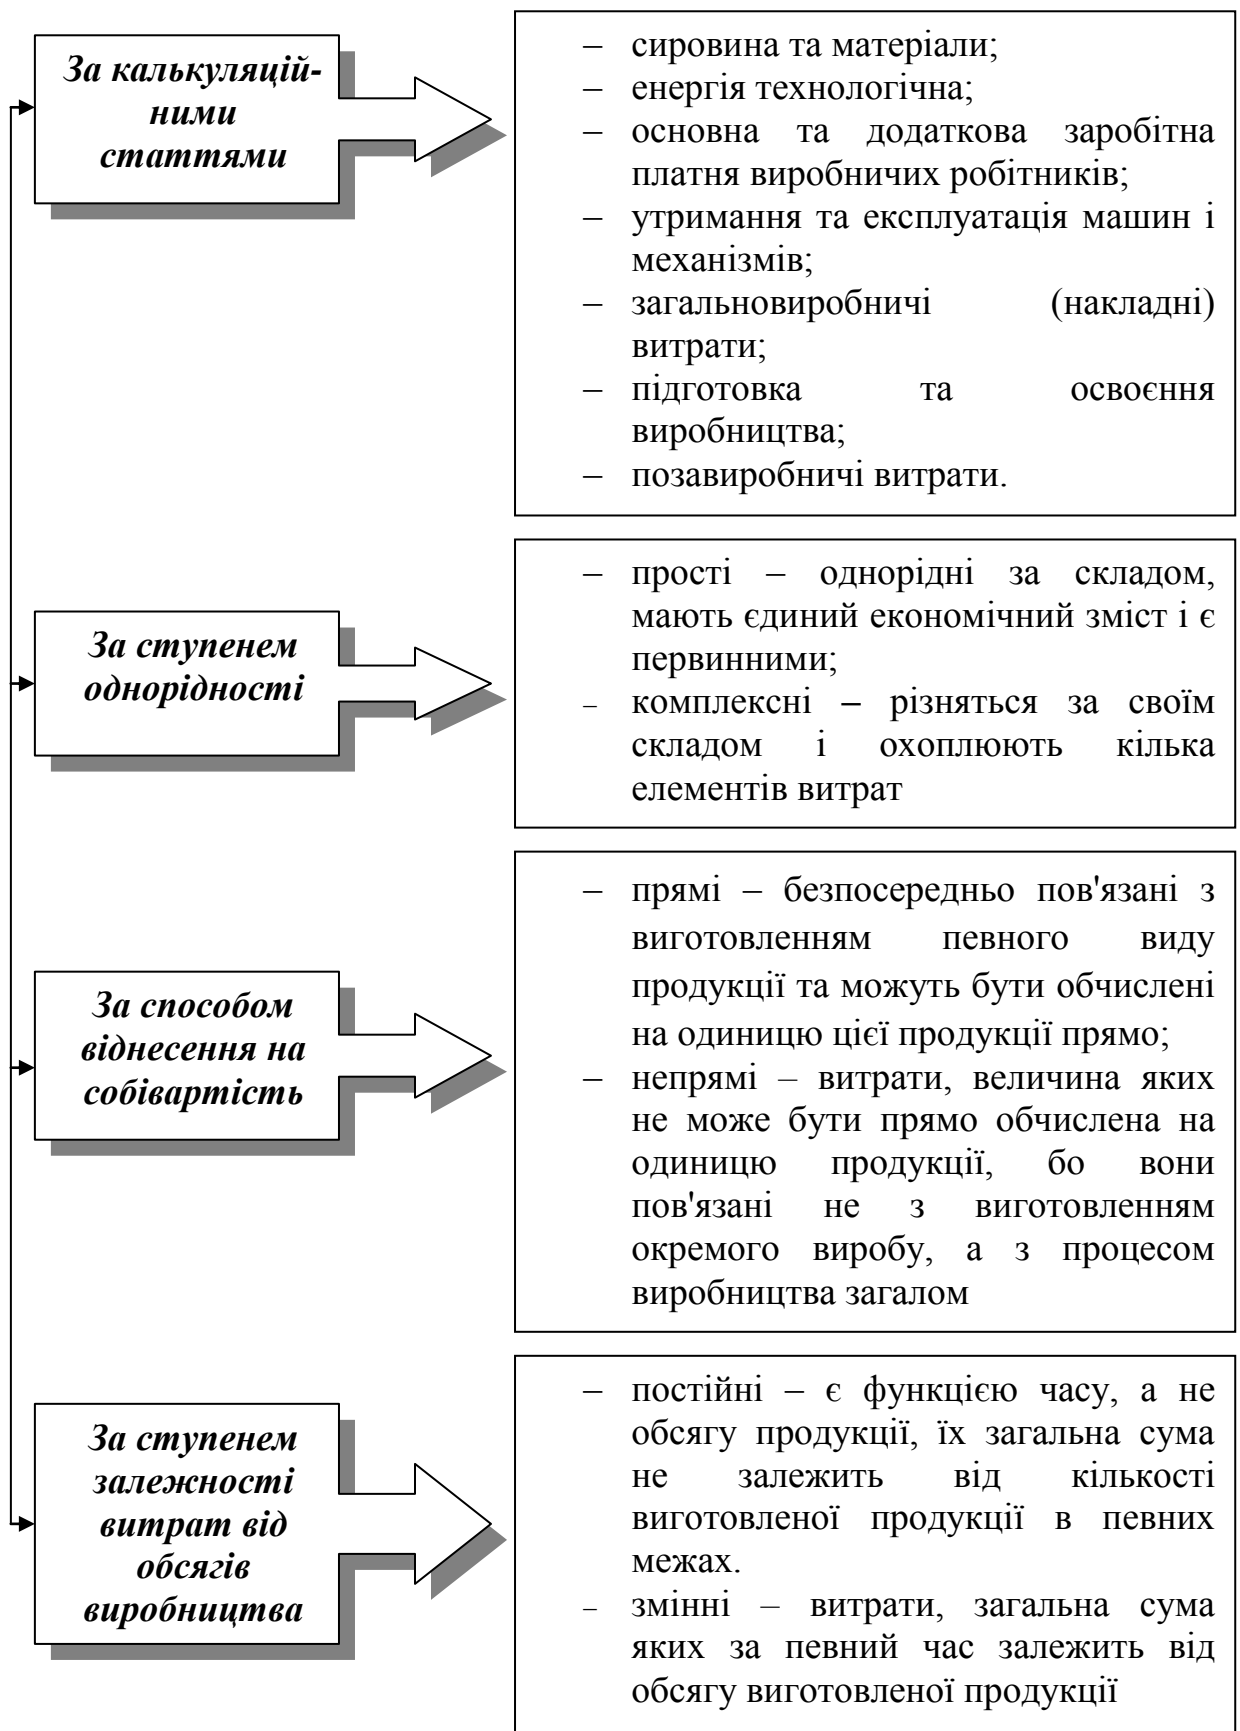 За калькуляцій-
ними
статтями
– сировина та матеріали;
– енергія технологічна;
– основна та додаткова заробітна
платня виробничих робітників;
– утримання та експлуатація машин і
механізмів;
– загальновиробничі (накладні)
витрати;
– підготовка та освоєння
виробництва;
– позавиробничі витрати.
За ступенем
однорідності
– прості – однорідні за складом,
мають єдиний економічний зміст і є
первинними;
– комплексні – різняться за своїм
складом і охоплюють кілька
елементів витрат
За способом
віднесення на
собівартість
– прямі – безпосередньо пов'язані з
виготовленням певного виду
продукції та можуть бути обчислені
на одиницю цієї продукції прямо;
– непрямі – витрати, величина яких
не може бути прямо обчислена на
одиницю продукції, бо вони
пов'язані не з виготовленням
окремого виробу, а з процесом
виробництва загалом
За ступенем
залежності
витрат від
обсягів
виробництва
– постійні – є функцією часу, а не
обсягу продукції, їх загальна сума
не залежить від кількості
виготовленої продукції в певних
межах.
– змінні – витрати, загальна сума
яких за певний час залежить від
обсягу виготовленої продукції